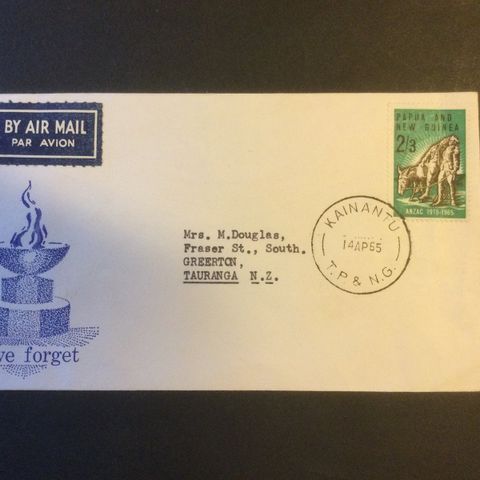 BY AIR MAIL
PAR AVION
PAPUA AND
NEW GUINEA
2/3
ANZAC 1915-1965
KAINANTU
14AP65
T.P. & N.G.
Mrs. M.Douglas,
Fraser St., South.
GREERTON,
TAURANGA N.Z.
forget